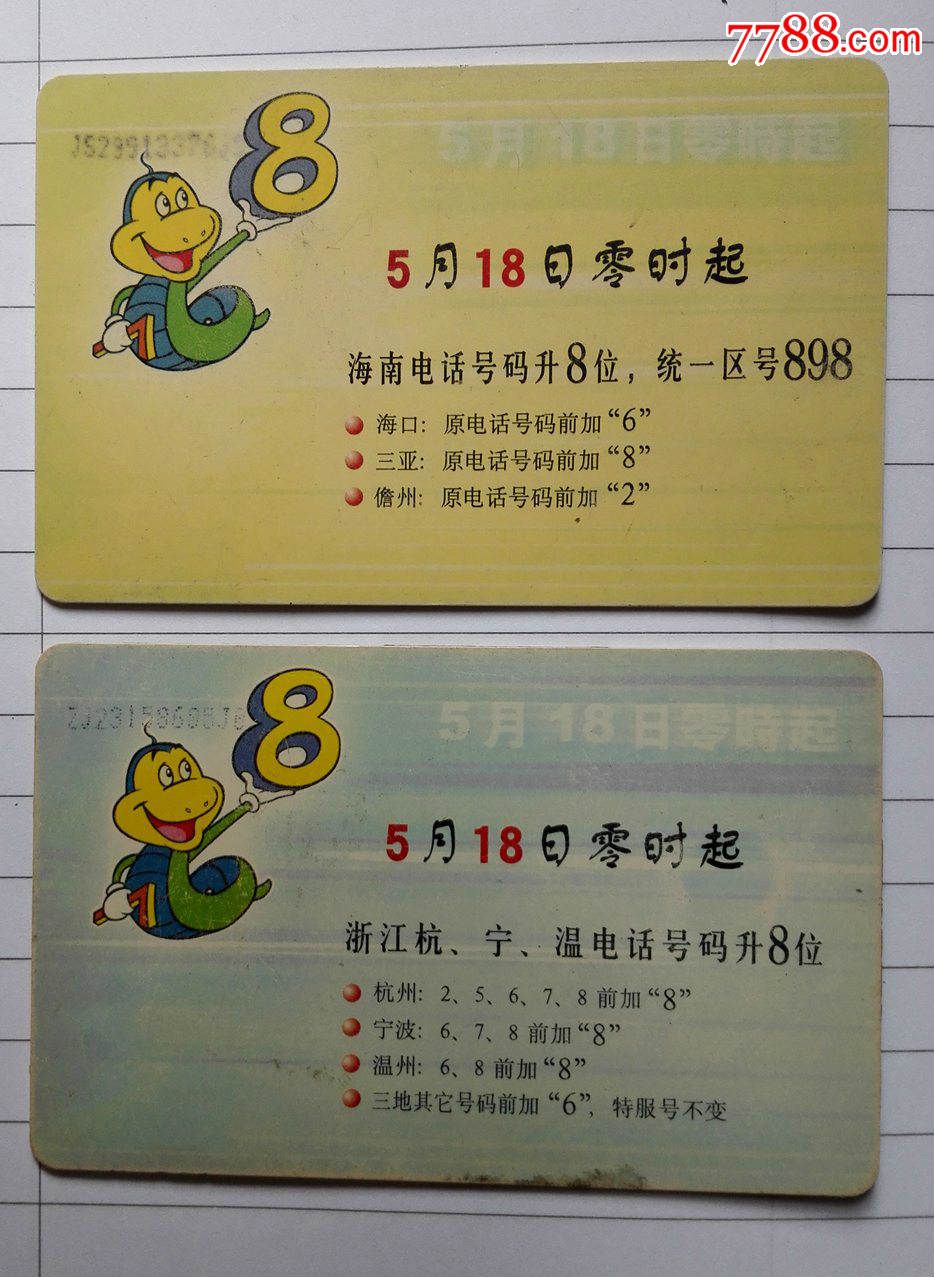 7788.com
8
5月18日零時起
5月18日零时起
7
海南电话号码升8位，统一区号898
海口：原电话号码前加“6”
三亚：原电话号码前加“8”
儋州：原电话号码前加“2”
8
5月18日零時起
5月18日零时起
7
浙江杭、宁、温电话号码升8位
杭州：2、5、6、7、8前加“8”
宁波：6、7、8前加“8”
温州：6、8前加“8”
三地其它号码前加“6”，特服号不变